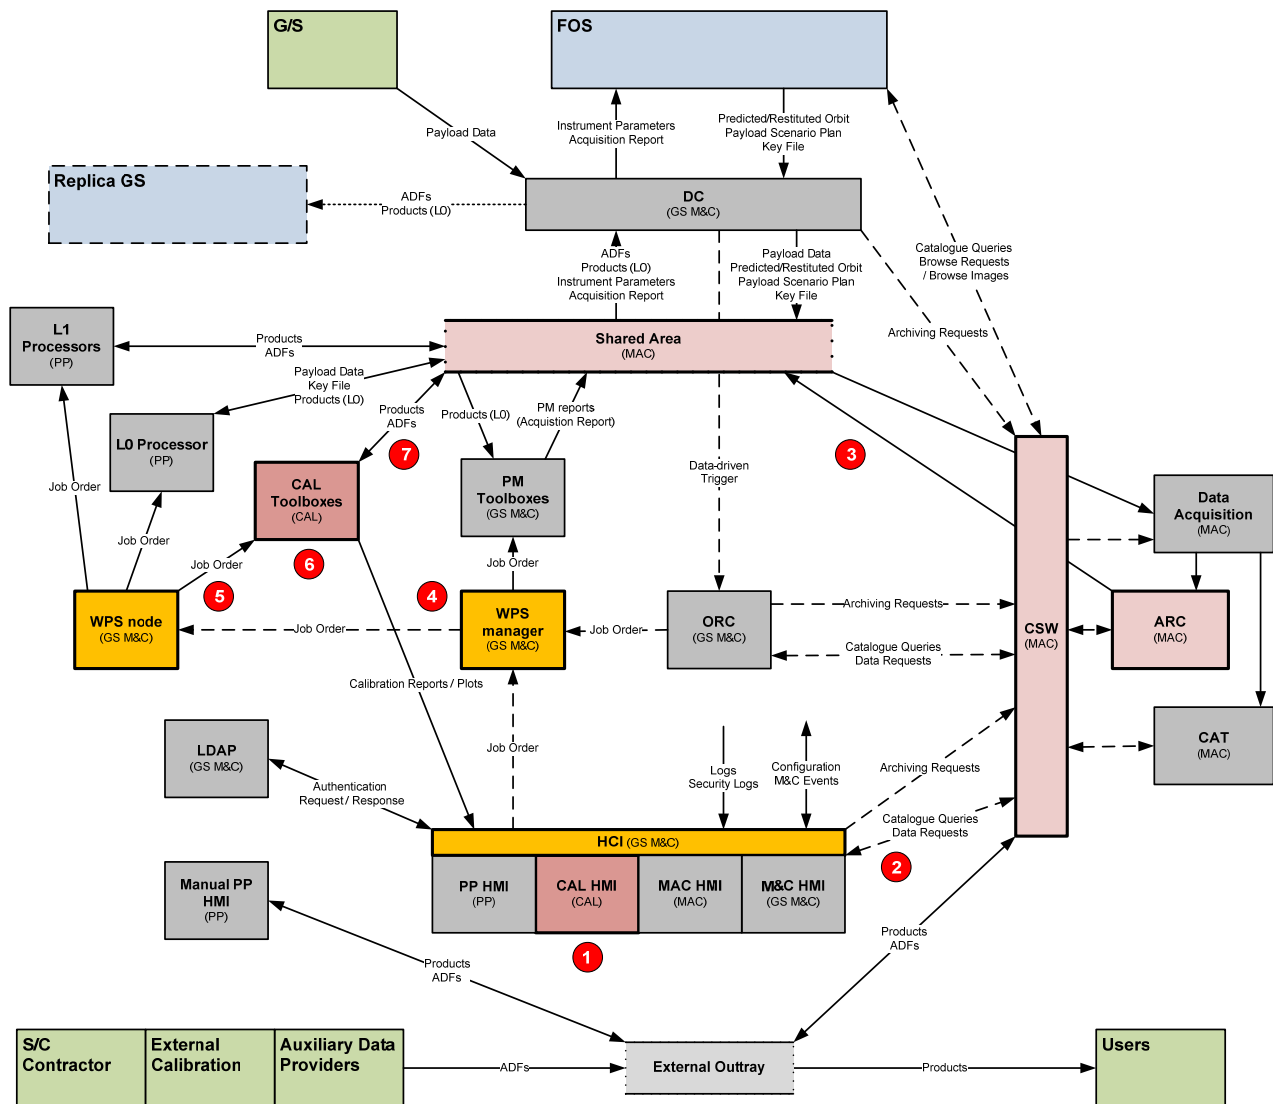 G/S
FOS
Payload Data
Instrument Parameters
Acquisition Report
Predicted/Restituted Orbit
Payload Scenario Plan
Key File
Replica GS
ADFs
Products (L0)
DC
(GS M&C)
Catalogue Queries
Browse Requests
/ Browse Images
ADFs
Products (L0)
Instrument Parameters
Acquisition Report
Payload Data
Predicted/Restituted Orbit
Payload Scenario Plan
Key File
Archiving Requests
L1
Processors
(PP)
Products
ADFs
Shared Area
(MAC)
Payload Data
Key File
Products (L0)
Products
ADFs
Products (L0)
PM reports
(Acquistion Report)
L0 Processor
(PP)
7
3
Job Order
CAL
Toolboxes
(CAL)
PM
Toolboxes
(GS M&C)
Data-driven
Trigger
Data
Acquisition
(MAC)
Job Order
Job Order
6
Job Order
5
4
WPS node
(GS M&C)
Job Order
WPS
manager
(GS M&C)
Job Order
ORC
(GS M&C)
Archiving Requests
Catalogue Queries
Data Requests
CSW
(MAC)
ARC
(MAC)
Calibration Reports / Plots
LDAP
(GS M&C)
Job Order
Logs
Security Logs
Configuration
M&C Events
Archiving Requests
CAT
(MAC)
Authentication
Request / Response
Catalogue Queries
Data Requests
HCI (GS M&C)
2
Manual PP
HMI
(PP)
PP HMI
(PP)
CAL HMI
(CAL)
MAC HMI
(MAC)
M&C HMI
(GS M&C)
1
Products
ADFs
Products
ADFs
S/C
Contractor
External
Calibration
Auxiliary Data
Providers
ADFs
External Outtray
Products
Users